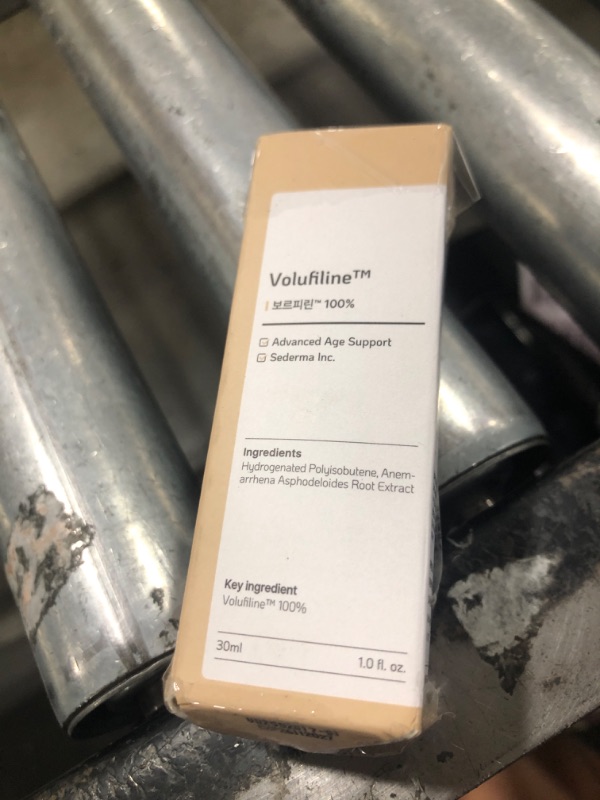 Volufiline™
보르피린™ 100%
Advanced Age Support
Sederma Inc.
Ingredients
Hydrogenated Polyisobutene, Anem-
arrhena Asphodeloides Root Extract
Key ingredient
Volufiline™ 100%
30ml
1.0 fl. oz.